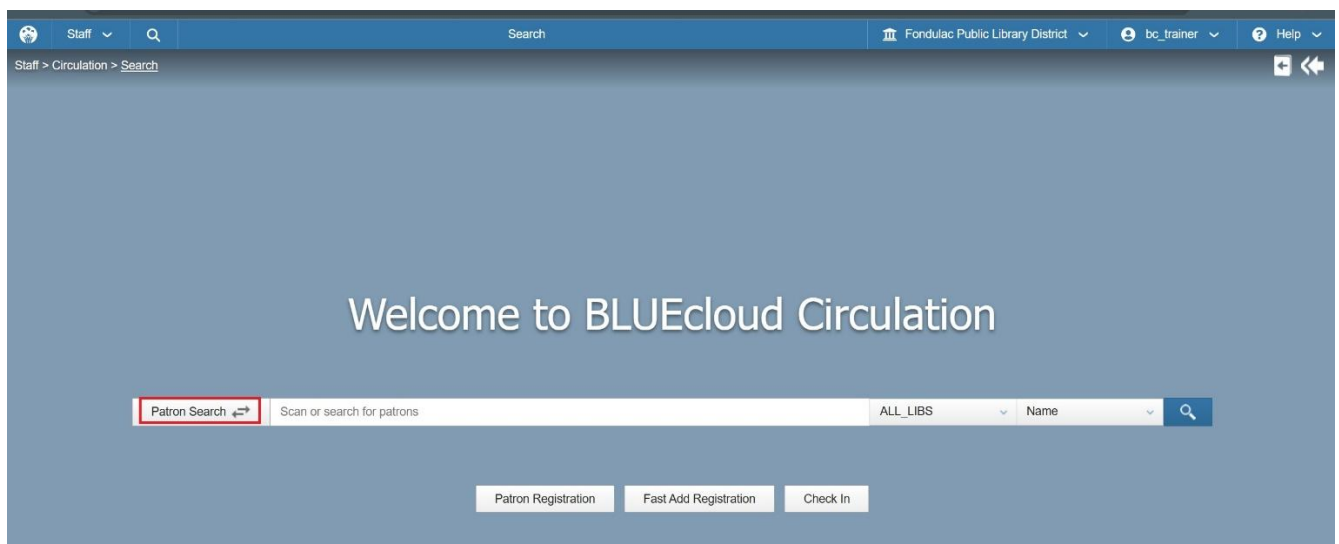 Staff Search Fondulac Public Library District bc_trainer Help
Staff > Circulation > Search
Welcome to BLUEcloud Circulation
Patron Search Scan or search for patrons ALL_LIBS Name
Patron Registration Fast Add Registration Check In